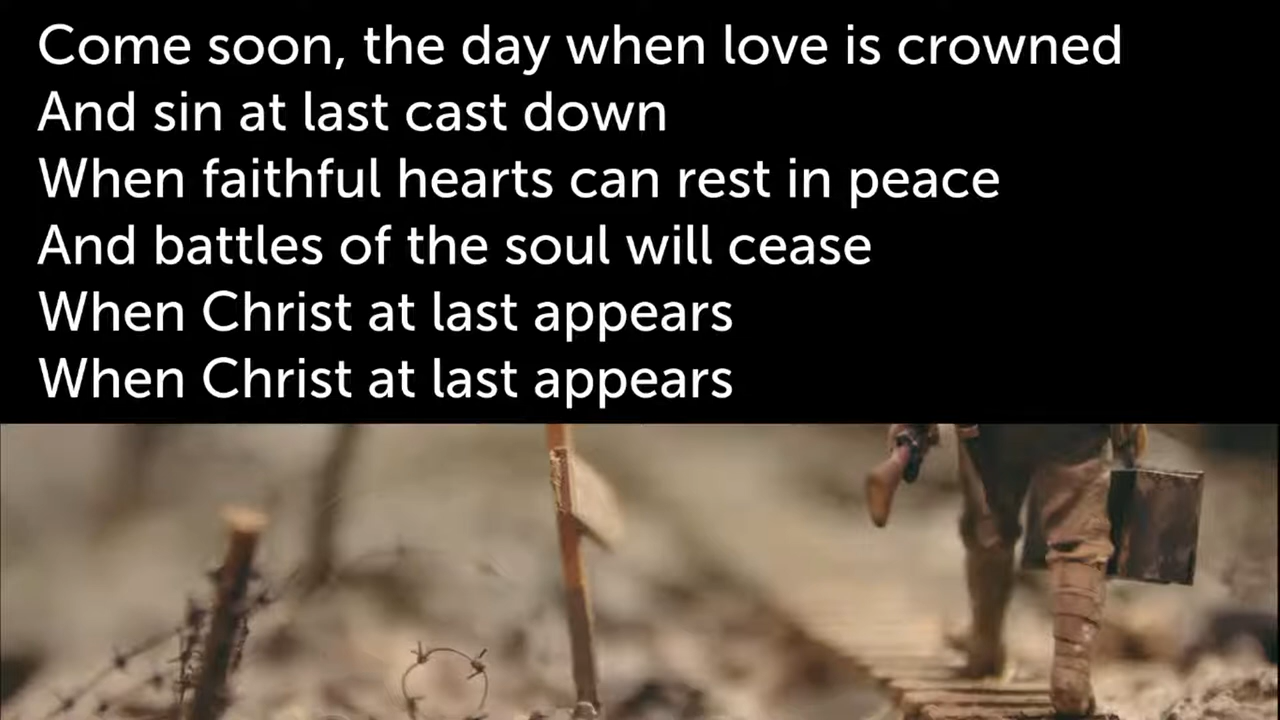 Come soon, the day when love is crowned
And sin at last cast down
When faithful hearts can rest in peace
And battles of the soul will cease
When Christ at last appears
When Christ at last appears